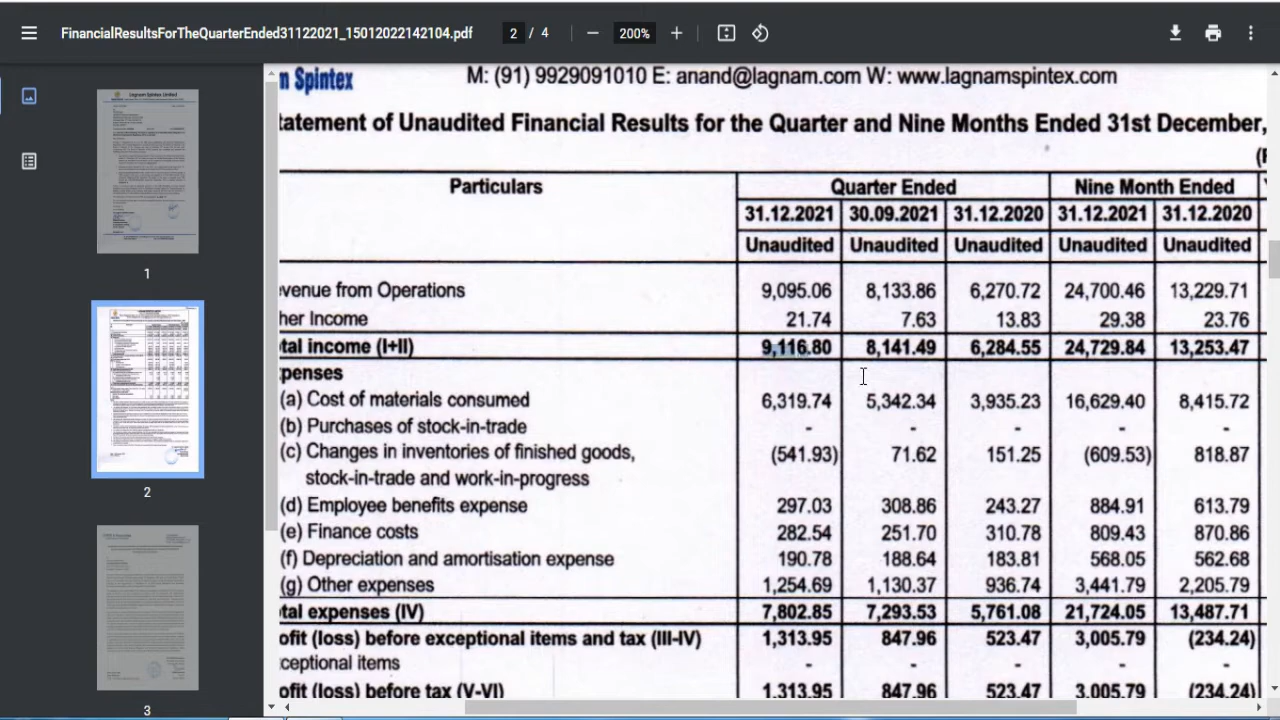 FinancialResultsForTheQuarterEnded31122021_15012022142104.pdf 2 / 4 200%
n Spintex M: (91) 9929091010 E: anand@lagnam.com W: www.lagnamspintex.com
tatement of Unaudited Financial Results for the Quarter and Nine Months Ended 31st December,
Particulars Quarter Ended Nine Month Ended
31.12.2021 30.09.2021 31.12.2020 31.12.2021 31.12.2020
Unaudited Unaudited Unaudited Unaudited Unaudited
evenue from Operations 9,095.06 8,133.86 6,270.72 24,700.46 13,229.71
her Income 21.74 7.63 13.83 29.38 23.76
tal income (I+II) 9,116.80 8,141.49 6,284.55 24,729.84 13,253.47
penses
(a) Cost of materials consumed 6,319.74 5,342.34 3,935.23 16,629.40 8,415.72
(b) Purchases of stock-in-trade - - - - -
(c) Changes in inventories of finished goods, (541.93) 71.62 151.25 (609.53) 818.87
stock-in-trade and work-in-progress
(d) Employee benefits expense 297.03 308.86 243.27 884.91 613.79
(e) Finance costs 282.54 251.70 310.78 809.43 870.86
(f) Depreciation and amortisation expense 190.78 188.64 183.81 568.05 562.68
(g) Other expenses 1,254.69 1,130.37 936.74 3,441.79 2,205.79
tal expenses (IV) 7,802.85 7,293.53 5,761.08 21,724.05 13,487.71
ofit (loss) before exceptional items and tax (III-IV) 1,313.95 847.96 523.47 3,005.79 (234.24)
ceptional items - - - - -
ofit (loss) before tax (V-VI) 1,313.95 847.96 523.47 3,005.79 (234.24)
Lagnam Spintex Limited
1
2
3